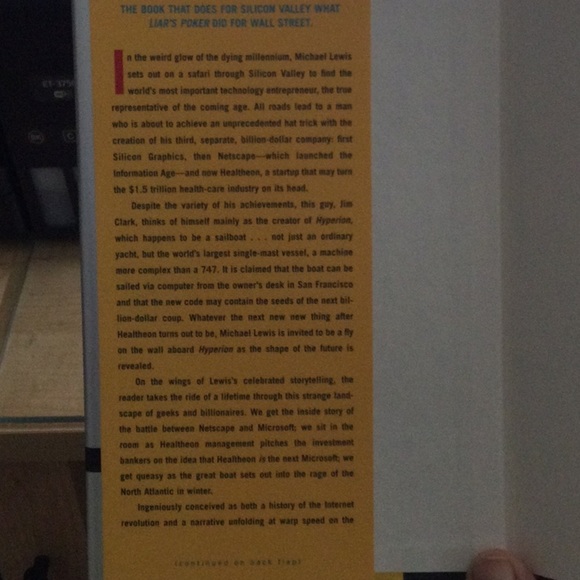 THE BOOK THAT DOES FOR SILICON VALLEY WHAT
LIAR'S POKER DID FOR WALL STREET.
In the weird glow of the dying millennium, Michael Lewis
sets out on a safari through Silicon Valley to find the
world's most important technology entrepreneur, the true
representative of the coming age. All roads lead to a man
who is about to achieve an unprecedented hat trick with the
creation of his third, separate, billion-dollar company: first
Silicon Graphics, then Netscape—which launched the
Information Age—and now Healtheon, a startup that may turn
the $1.5 trillion health-care industry on its head.
Despite the variety of his achievements, this guy, Jim
Clark, thinks of himself mainly as the creator of Hyperion,
which happens to be a sailboat . . . not just an ordinary
yacht, but the world's largest single-mast vessel, a machine
more complex than a 747. It is claimed that the boat can be
sailed via computer from the owner's desk in San Francisco
and that the new code may contain the seeds of the next bil-
lion-dollar coup. Whatever the next new new thing after
Healtheon turns out to be, Michael Lewis is invited to be a fly
on the wall aboard Hyperion as the shape of the future is
revealed.
On the wings of Lewis's celebrated storytelling, the
reader takes the ride of a lifetime through this strange land-
scape of geeks and billionaires. We get the inside story of
the battle between Netscape and Microsoft; we sit in the
room as Healtheon management pitches the investment
bankers on the idea that Healtheon is the next Microsoft; we
get queasy as the great boat sets out into the rage of the
North Atlantic in winter.
Ingeniously conceived as both a history of the Internet
revolution and a narrative unfolding at warp speed on the
(continued on back flap)